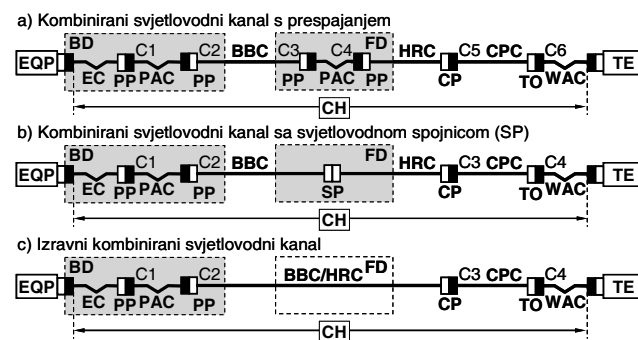 a) Kombinirani svjetlovodni kanal s prespajanjem
BD C1 C2 BBC C3 C4 FD HRC C5 CPC C6
EQP EC PP PAC PP PP PAC PP CP TO WAC TE
CH
b) Kombinirani svjetlovodni kanal sa svjetlovodnom spojnicom (SP)
BD C1 C2 BBC FD HRC C3 CPC C4
EQP EC PP PAC PP SP CP TO WAC TE
CH
c) Izravni kombinirani svjetlovodni kanal
BD C1 C2 BBC/HRC FD C3 CPC C4
EQP EC PP PAC PP CP TO WAC TE
CH